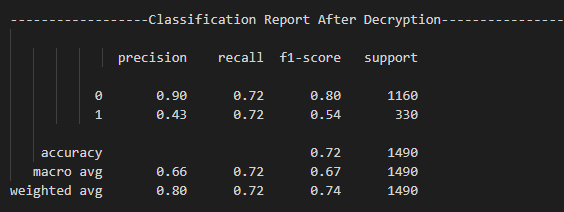 ------------------Classification Report After Decryption----------------
precision recall f1-score support
0 0.90 0.72 0.80 1160
1 0.43 0.72 0.54 330
accuracy 0.72 1490
macro avg 0.66 0.72 0.67 1490
weighted avg 0.80 0.72 0.74 1490